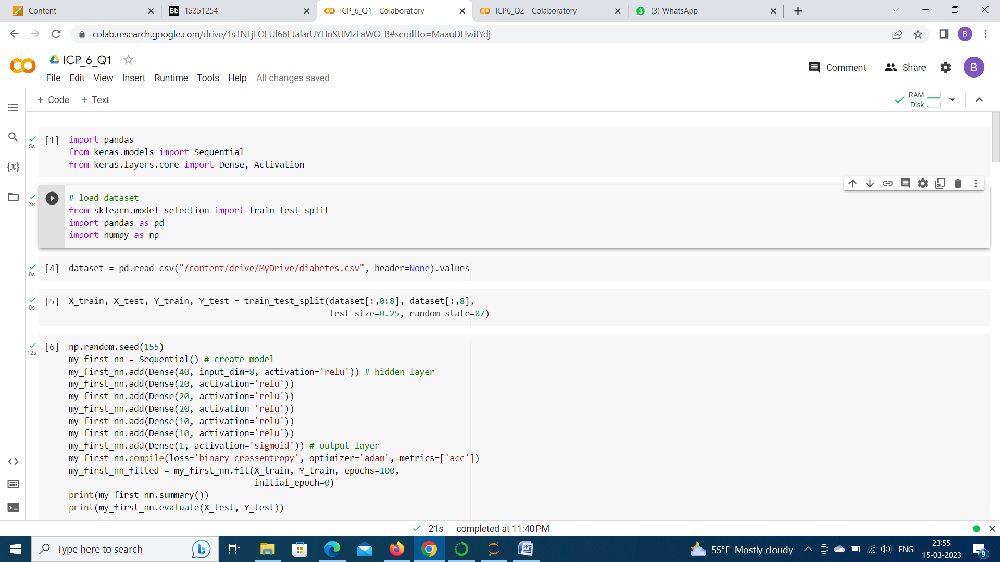 Content
Bb 15351254
ICP_6_Q1 - Colaboratory
ICP6_Q2 - Colaboratory
3 (3) WhatsApp
colab.research.google.com/drive/1sTNLjLOFUl66EJalarUYHnSUMzEaWO_B#scrollTo=MaauDHwitYdj
B
ICP_6_Q1
Comment
Share
B
File Edit View Insert Runtime Tools Help All changes saved
+ Code + Text
RAM
Disk
{x}
5s
[1] import pandas
from keras.models import Sequential
from keras.layers.core import Dense, Activation
3s
# load dataset
from sklearn.model_selection import train_test_split
import pandas as pd
import numpy as np
0s
[4] dataset = pd.read_csv("/content/drive/MyDrive/diabetes.csv", header=None).values
0s
[5] X_train, X_test, Y_train, Y_test = train_test_split(dataset[:,0:8], dataset[:,8],
test_size=0.25, random_state=87)
12s
[6] np.random.seed(155)
my_first_nn = Sequential() # create model
my_first_nn.add(Dense(40, input_dim=8, activation='relu')) # hidden layer
my_first_nn.add(Dense(20, activation='relu'))
my_first_nn.add(Dense(20, activation='relu'))
my_first_nn.add(Dense(20, activation='relu'))
my_first_nn.add(Dense(10, activation='relu'))
my_first_nn.add(Dense(10, activation='relu'))
my_first_nn.add(Dense(1, activation='sigmoid')) # output layer
my_first_nn.compile(loss='binary_crossentropy', optimizer='adam', metrics=['acc'])
my_first_nn_fitted = my_first_nn.fit(X_train, Y_train, epochs=100,
initial_epoch=0)
print(my_first_nn.summary())
print(my_first_nn.evaluate(X_test, Y_test))
21s completed at 11:40 PM
Type here to search
55°F Mostly cloudy
ENG
23:55
15-03-2023
9